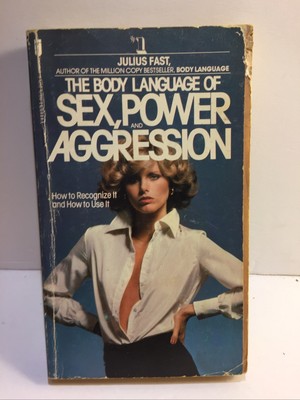 JULIUS FAST,
AUTHOR OF THE MILLION COPY BESTSELLER, BODY LANGUAGE
THE BODY LANGUAGE OF
SEX, POWER
AND
AGGRESSION
How to Recognize It
and How to Use It